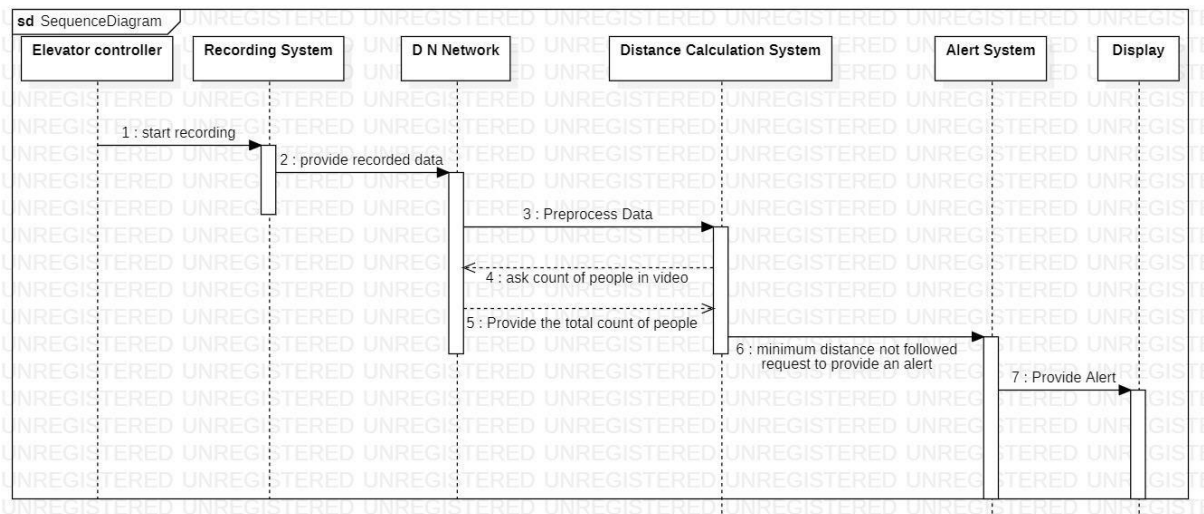 sd SequenceDiagram
Elevator controller
Recording System
D N Network
Distance Calculation System
Alert System
Display
1 : start recording
2 : provide recorded data
3 : Preprocess Data
4 : ask count of people in video
5 : Provide the total count of people
6 : minimum distance not followed
request to provide an alert
7 : Provide Alert
UNREGISTERED